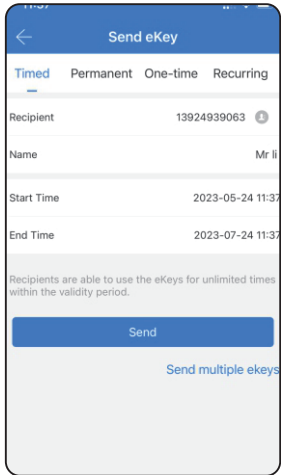 11:37
Send eKey
Timed Permanent One-time Recurring
Recipient 13924939063
Name Mr li
Start Time 2023-05-24 11:37
End Time 2023-07-24 11:37
Recipients are able to use the eKeys for unlimited times
within the validity period.
Send
Send multiple ekeys